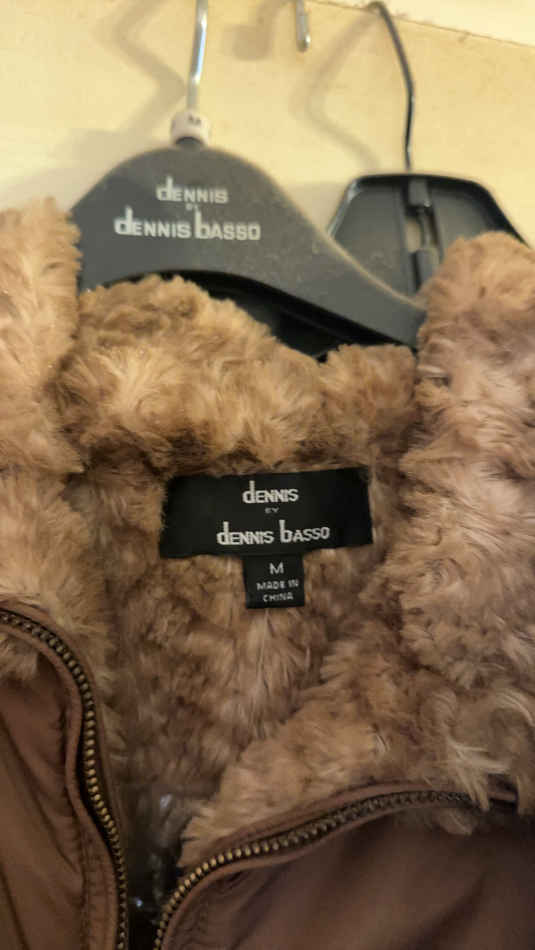 M
dennis
by
dennis basso
dennis
BY
dennis basso
M
MADE IN
CHINA